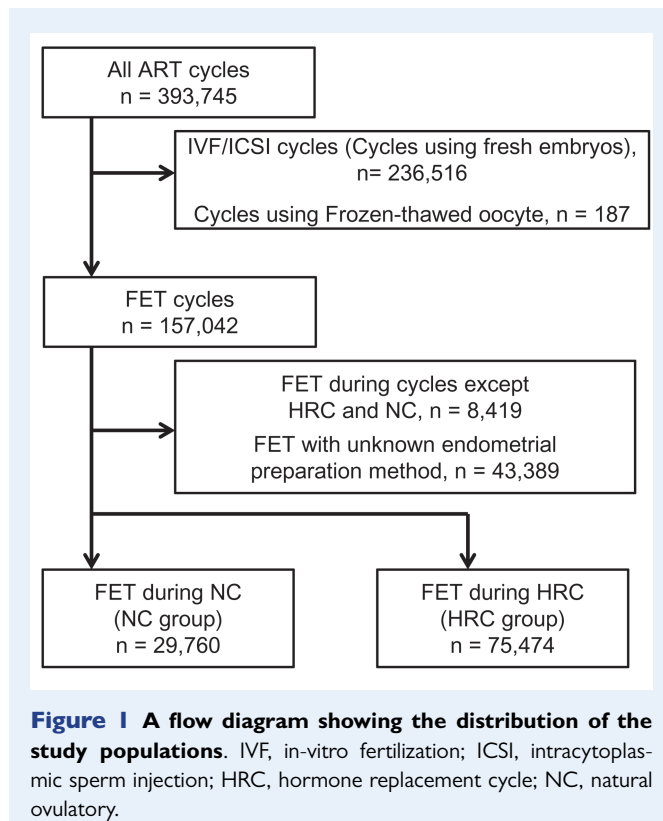 All ART cycles
n = 393,745
IVF/ICSI cycles (Cycles using fresh embryos),
n= 236,516
Cycles using Frozen-thawed oocyte, n = 187
FET cycles
n = 157,042
FET during cycles except
HRC and NC, n = 8,419
FET with unknown endometrial
preparation method, n = 43,389
FET during NC
(NC group)
n = 29,760
FET during HRC
(HRC group)
n = 75,474
Figure 1 A flow diagram showing the distribution of the
study populations. IVF, in-vitro fertilization; ICSI, intracytoplas-
mic sperm injection; HRC, hormone replacement cycle; NC, natural
ovulatory.